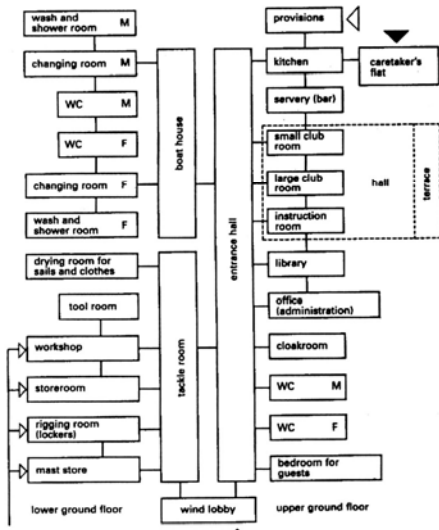 wash and
shower room M
changing room M
WC M
WC F
changing room F
wash and
shower room F
drying room for
sails and clothes
tool room
workshop
storeroom
rigging room
(lockers)
mast store
lower ground floor
boat house
tackle room
entrance hall
wind lobby
provisions
kitchen
caretaker's
flat
servery (bar)
small club
room
large club
room
instruction
room
hall
terrace
library
office
(administration)
cloakroom
WC M
WC F
bedroom for
guests
upper ground floor